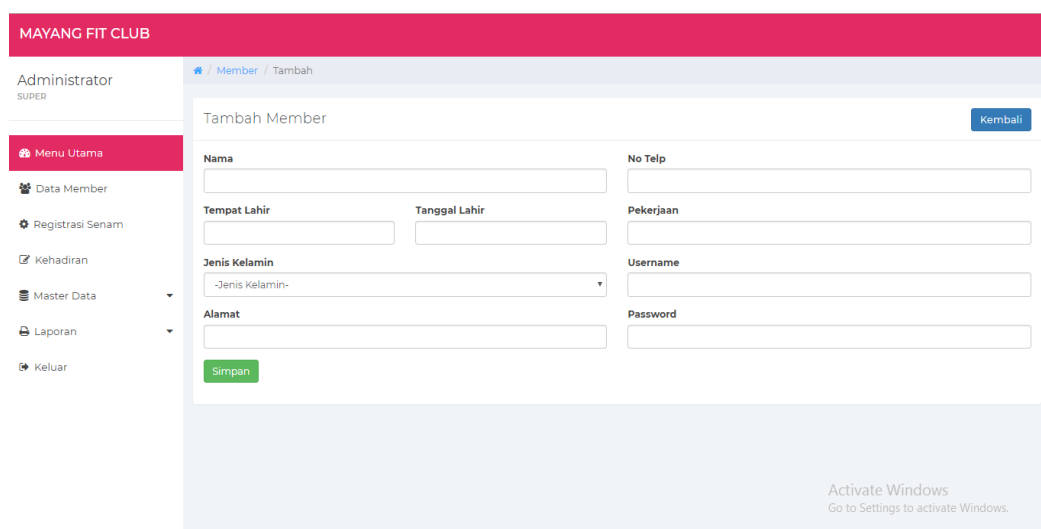 MAYANG FIT CLUB
Administrator
SUPER
Menu Utama
Data Member
Registrasi Senam
Kehadiran
Master Data
Laporan
Keluar
/ Member / Tambah
Tambah Member
Kembali
Nama
No Telp
Tempat Lahir
Tanggal Lahir
Pekerjaan
Jenis Kelamin
-Jenis Kelamin-
Username
Alamat
Password
Simpan
Activate Windows
Go to Settings to activate Windows.